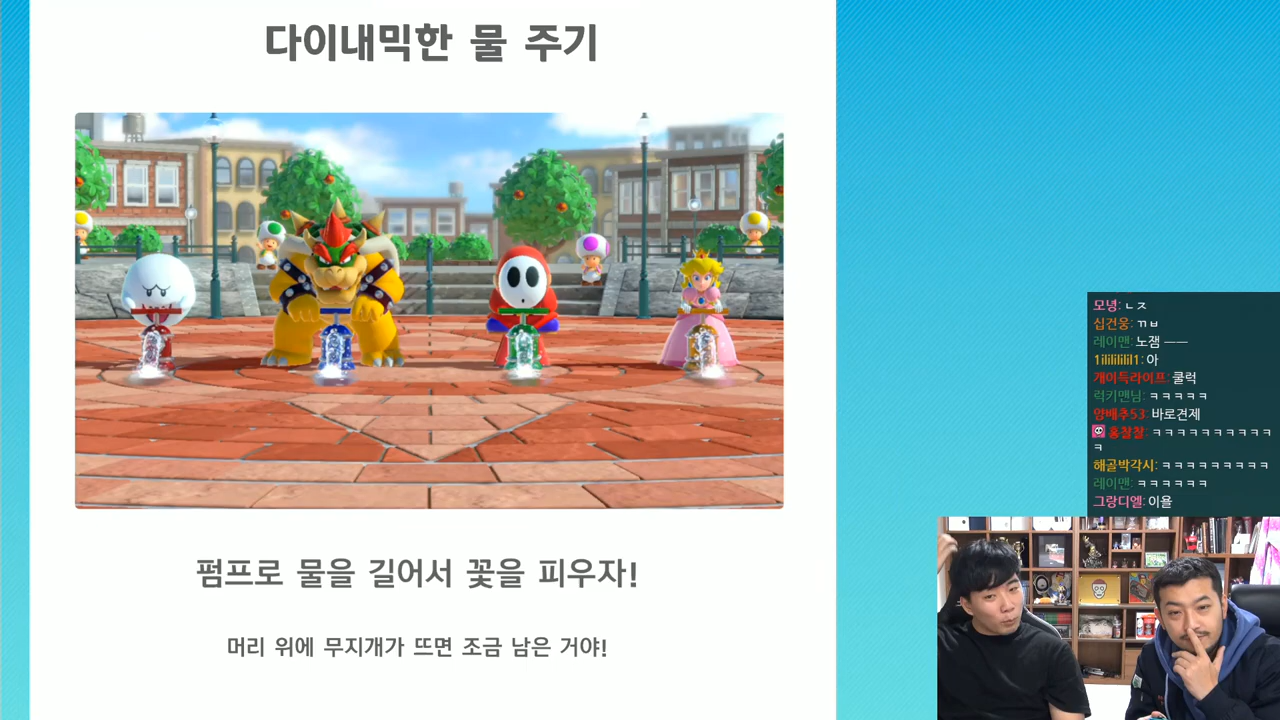 다이내믹한 물 주기
펌프로 물을 길어서 꽃을 피우자!
머리 위에 무지개가 뜨면 조금 남은 거야!
모녕: ㄴㅈ
십건웅: ㄲㅂ
레이맨: 노잼 ㅡㅡ
1ilililili1: 아
개이득라이프: 쿨럭
럭키맨님: ㅋㅋㅋㅋㅋ
양배추53: 바로견제
홍찰찰: ㅋㅋㅋㅋㅋㅋㅋㅋㅋㅋ
ㅋ
해골박각시: ㅋㅋㅋㅋㅋㅋㅋㅋㅋ
레이맨: ㅋㅋㅋㅋㅋㅋ
그랑디엘: 이욜